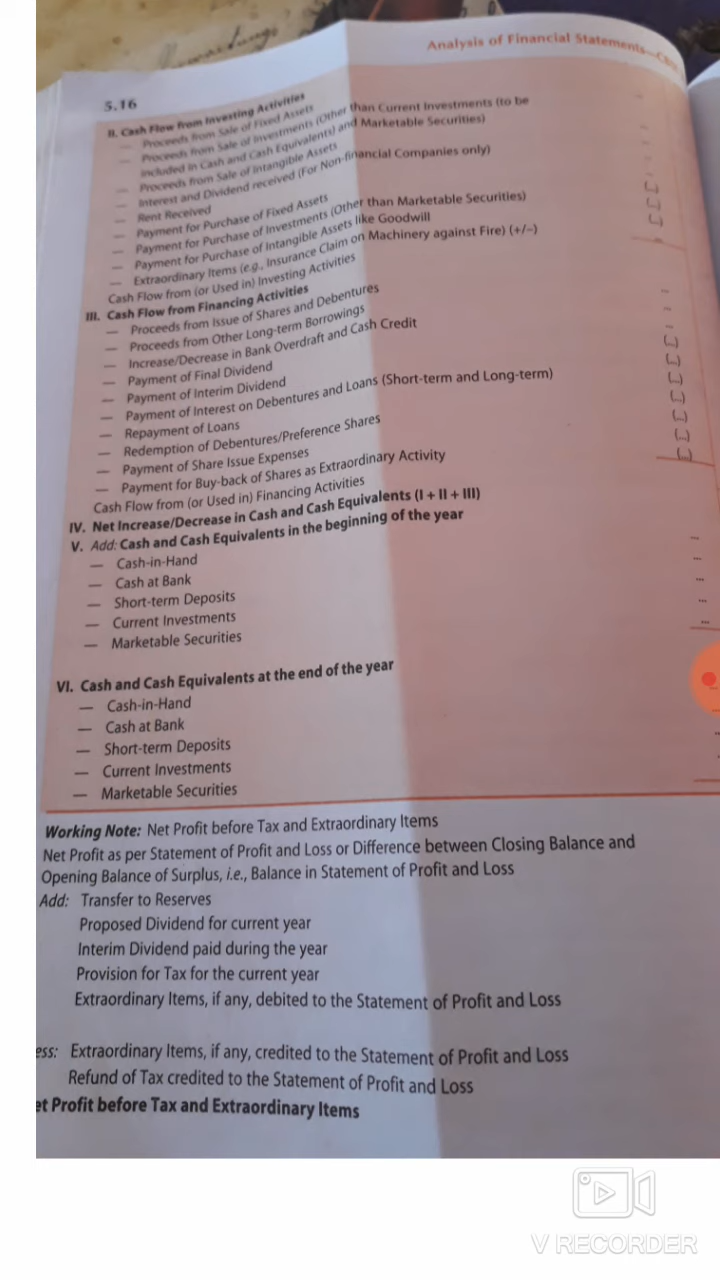 Analysis of Financial Statements—
5.16
II. Cash Flow from Investing Activities
— Proceeds from Sale of Fixed Assets
— Proceeds from Sale of Investments (Other than Current Investments (to be
included in Cash and Cash Equivalents) and Marketable Securities)
— Proceeds from Sale of Intangible Assets
— Interest and Dividend received (For Non-financial Companies only)
— Rent Received
— Payment for Purchase of Fixed Assets
— Payment for Purchase of Investments (Other than Marketable Securities)
— Payment for Purchase of Intangible Assets like Goodwill
— Extraordinary Items (e.g., Insurance Claim on Machinery against Fire) (+/–)
Cash Flow from (or Used in) Investing Activities
III. Cash Flow from Financing Activities
— Proceeds from Issue of Shares and Debentures
— Proceeds from Other Long-term Borrowings
— Increase/Decrease in Bank Overdraft and Cash Credit
— Payment of Final Dividend
— Payment of Interim Dividend
— Payment of Interest on Debentures and Loans (Short-term and Long-term)
— Repayment of Loans
— Redemption of Debentures/Preference Shares
— Payment of Share Issue Expenses
— Payment for Buy-back of Shares as Extraordinary Activity
Cash Flow from (or Used in) Financing Activities
IV. Net Increase/Decrease in Cash and Cash Equivalents (I + II + III)
V. Add: Cash and Cash Equivalents in the beginning of the year
— Cash-in-Hand
— Cash at Bank
— Short-term Deposits
— Current Investments
— Marketable Securities
VI. Cash and Cash Equivalents at the end of the year
— Cash-in-Hand
— Cash at Bank
— Short-term Deposits
— Current Investments
— Marketable Securities
Working Note: Net Profit before Tax and Extraordinary Items
Net Profit as per Statement of Profit and Loss or Difference between Closing Balance and
Opening Balance of Surplus, i.e., Balance in Statement of Profit and Loss
Add: Transfer to Reserves
Proposed Dividend for current year
Interim Dividend paid during the year
Provision for Tax for the current year
Extraordinary Items, if any, debited to the Statement of Profit and Loss
ess: Extraordinary Items, if any, credited to the Statement of Profit and Loss
Refund of Tax credited to the Statement of Profit and Loss
et Profit before Tax and Extraordinary Items
V RECORDER